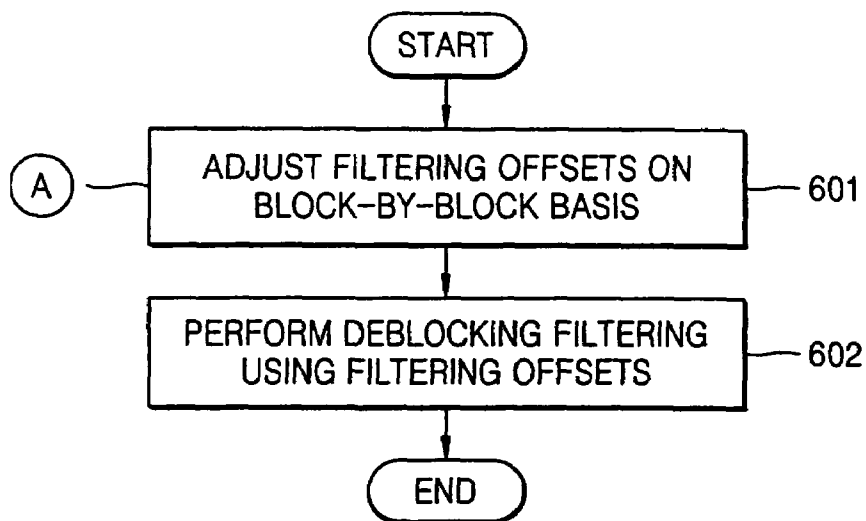 START
A
ADJUST FILTERING OFFSETS ON
BLOCK-BY-BLOCK BASIS
601
PERFORM DEBLOCKING FILTERING
USING FILTERING OFFSETS
602
END